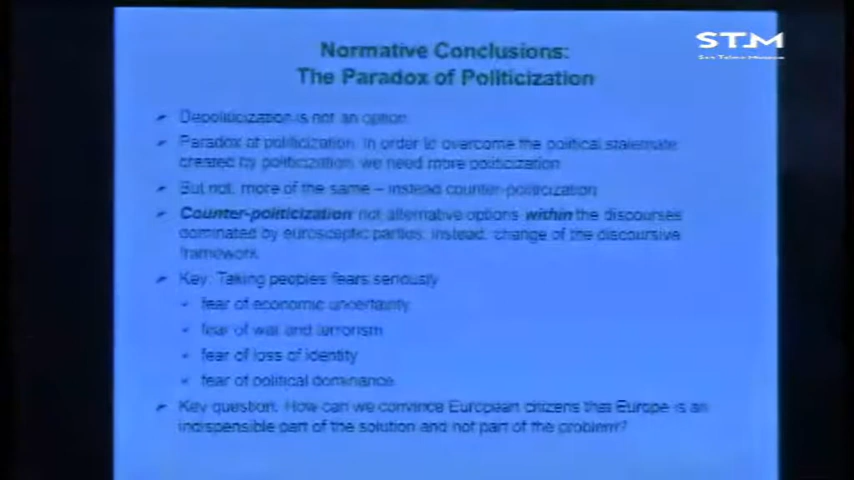 STM
San Telmo Museoa
Normative Conclusions:
The Paradox of Politicization
Depoliticization is not an option
Paradox of politicization: In order to overcome the political stalemate
created by politicization, we need more politicization
But not: more of the same – instead counter-politicization
Counter-politicization not alternative options within the discourses
dominated by eurosceptic parties, instead: change of the discoursive
framework
Key: Taking peoples fears seriously
fear of economic uncertainty
fear of war and terrorism
fear of loss of identity
fear of political dominance
Key question: How can we convince European citizens that Europe is an
indispensible part of the solution and not part of the problem?